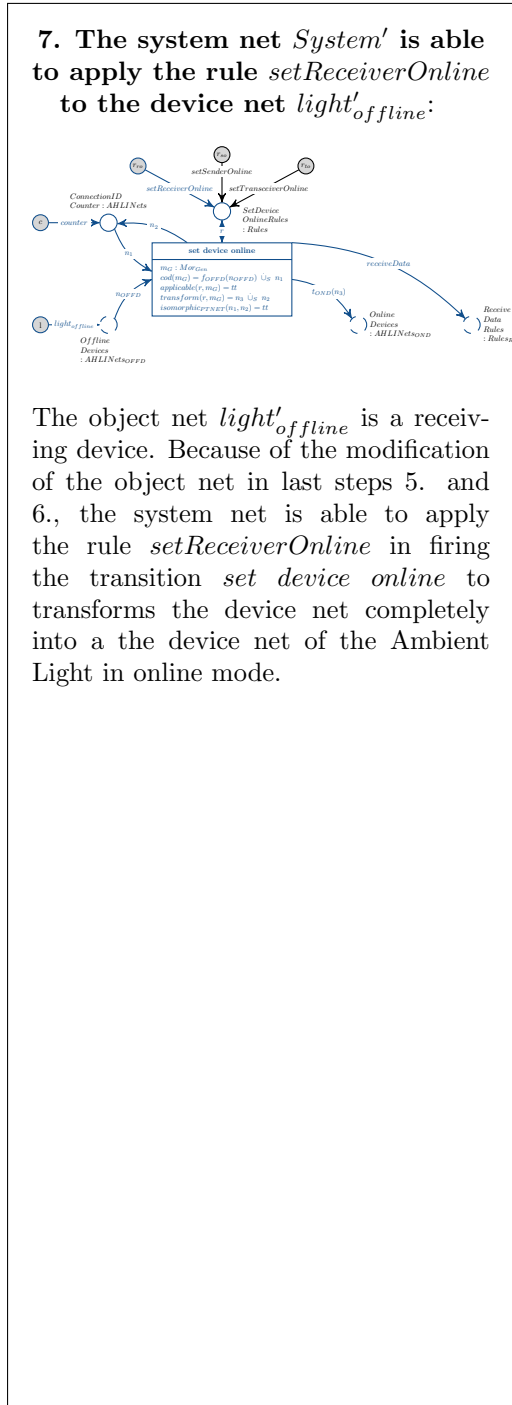 7. The system net System′ is able
to apply the rule setReceiverOnline
to the device net light′offline:
rro
rso
rto
setSenderOnline
setReceiverOnline
setTransceiverOnline
ConnectionID
Counter : AHLINets
SetDevice
OnlineRules
: Rules
c
counter
n2
r
n1
set device online
mG : MorGen
cod(mG) = fOFFD(nOFFD) ∪̇S n1
applicable(r, mG) = tt
transform(r, mG) = n3 ∪̇S n2
isomorphicPTNET(n1, n2) = tt
receiveData
nOFFD
tOND(n3)
1
lightoffline
Offline
Devices
: AHLINetsOFFD
Online
Devices
: AHLINetsOND
Receive
Data
Rules
The object net light′offline is a receiv-
ing device. Because of the modification
of the object net in last steps 5. and
6., the system net is able to apply
the rule setReceiverOnline in firing
the transition set device online to
transforms the device net completely
into a the device net of the Ambient
Light in online mode.